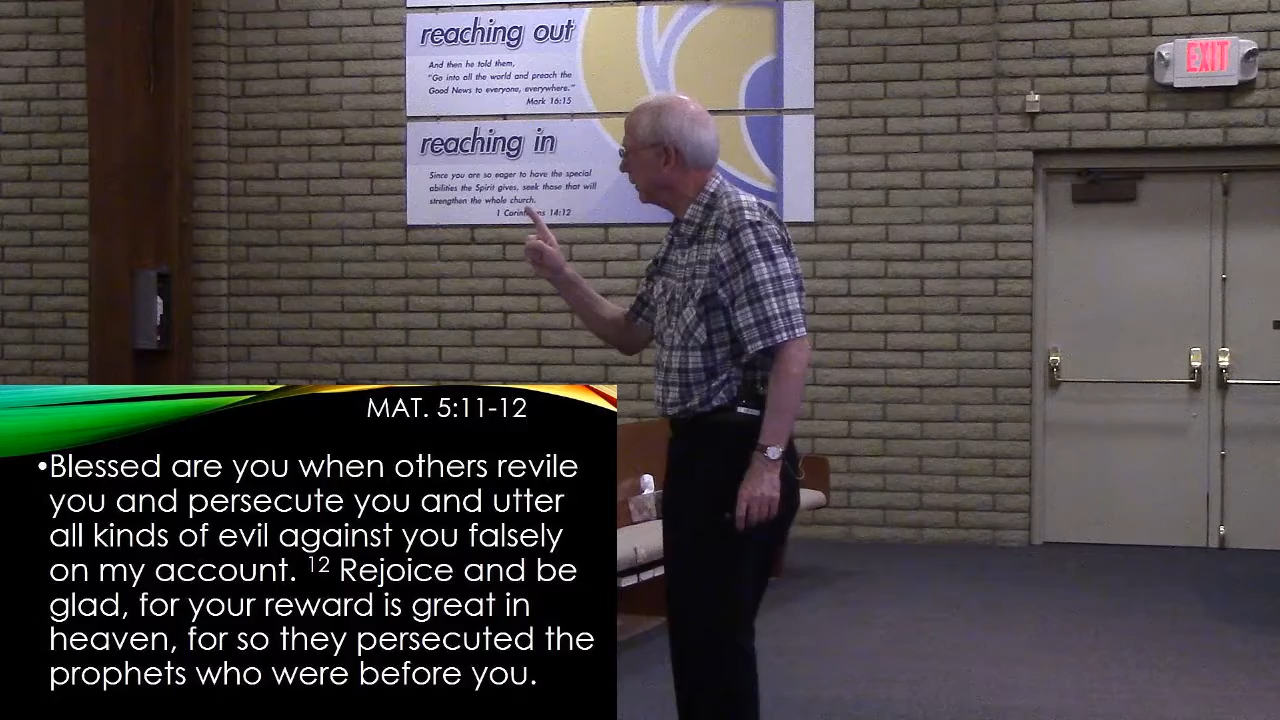 reaching out
And then he told them,
"Go into all the world and preach the
Good News to everyone, everywhere."
Mark 16:15
reaching in
Since you are so eager to have the special
abilities the Spirit gives, seek those that will
strengthen the whole church.
1 14:12
EXIT
MAT. 5:11-12
•Blessed are you when others revile
you and persecute you and utter
all kinds of evil against you falsely
on my account. 12 Rejoice and be
glad, for your reward is great in
heaven, for so they persecuted the
prophets who were before you.